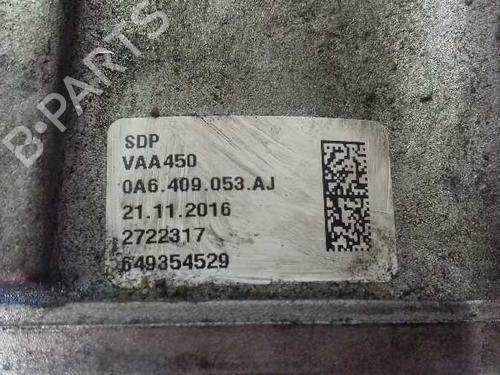 B-PARTS
SDP
VAA450
0A6.409.053.AJ
21.11.2016
2722317
649354529